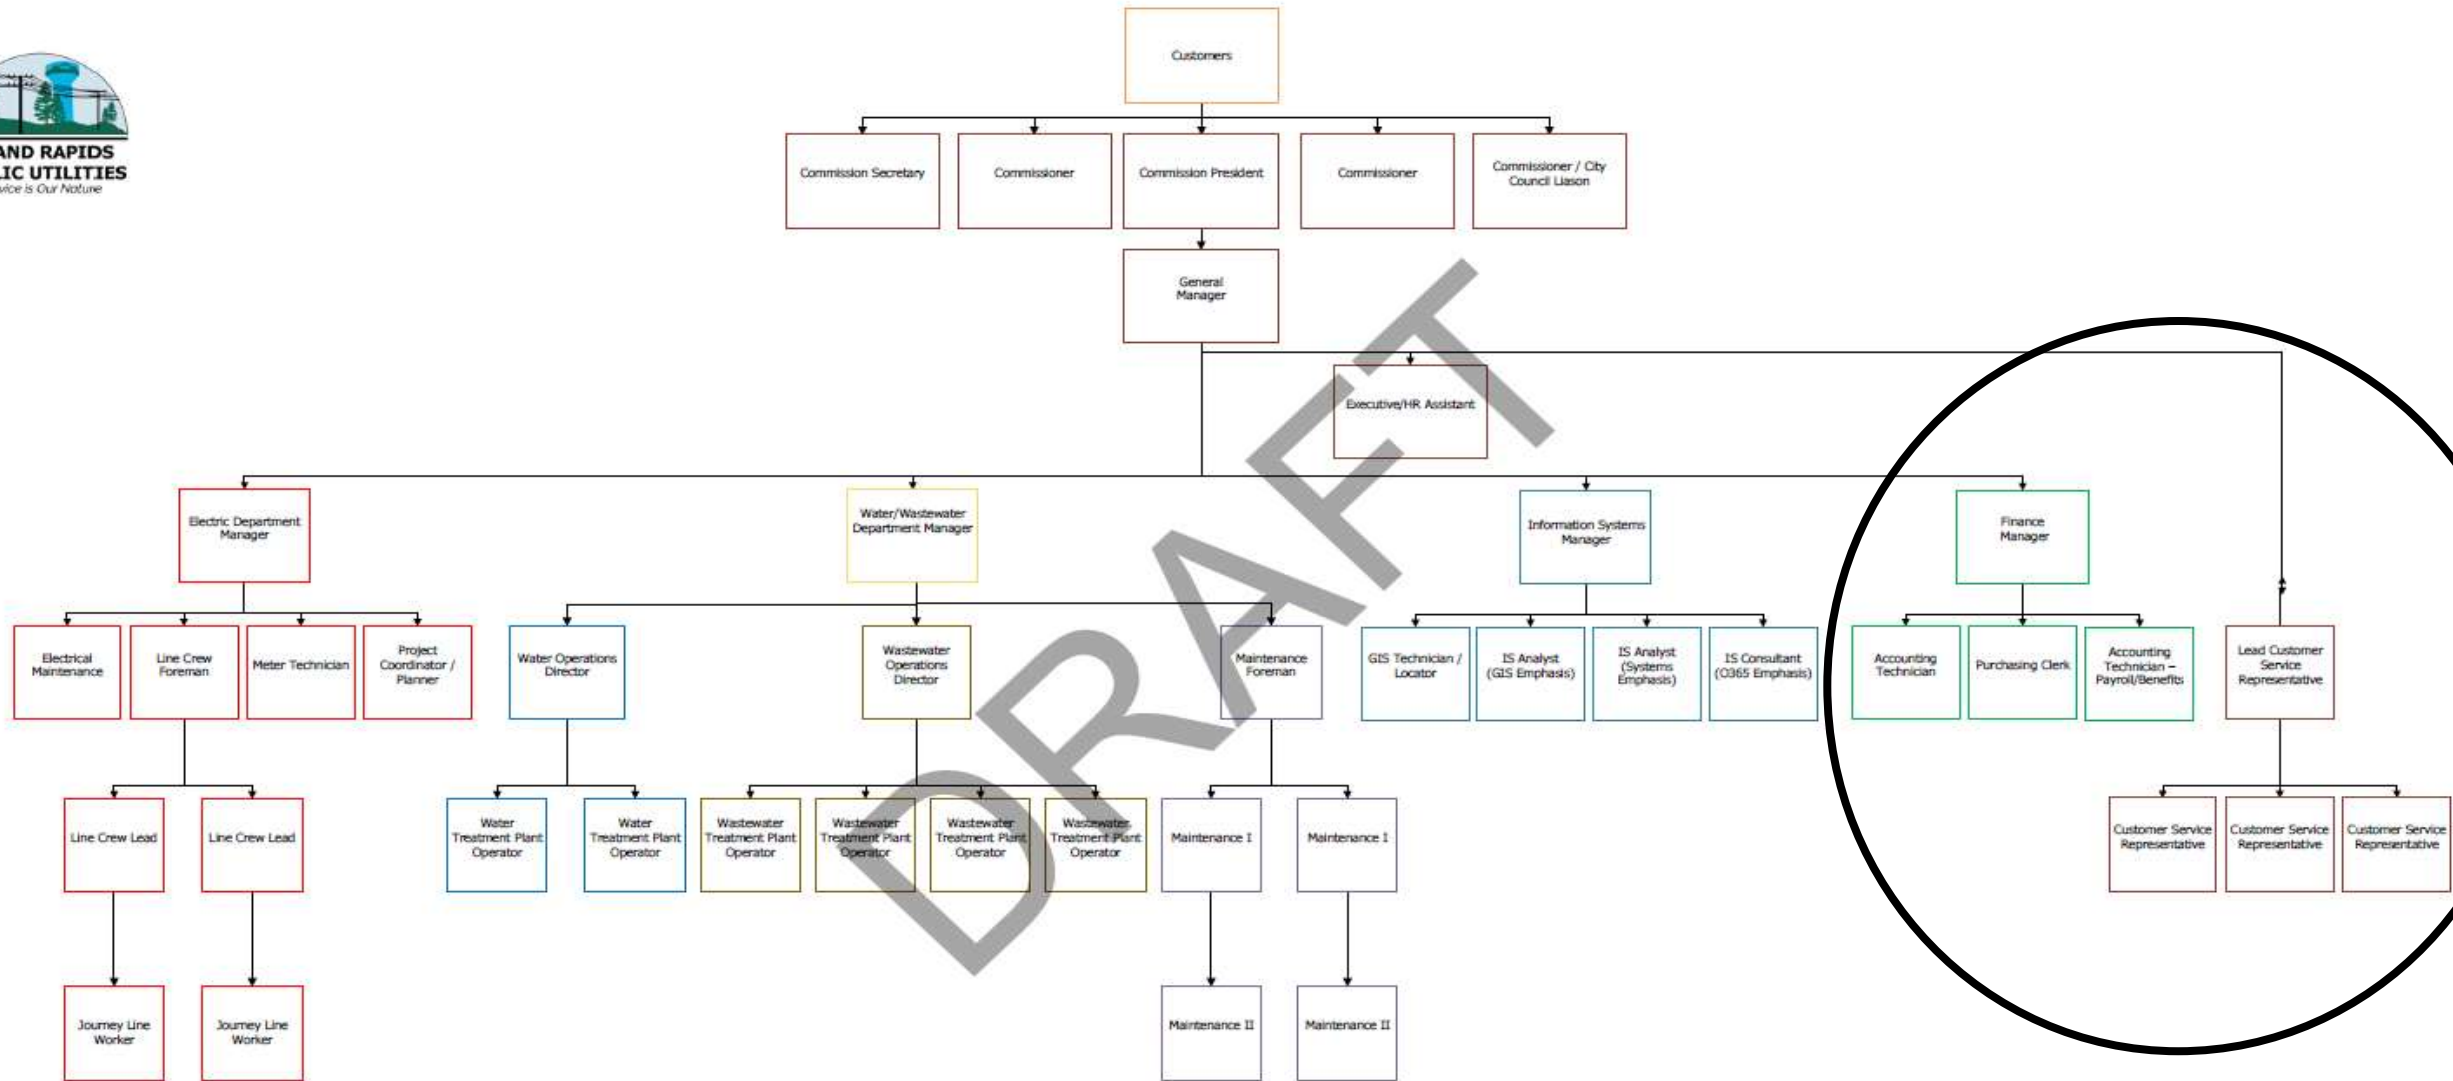 Customers
AND RAPIDS
LIC UTILITIES
vice is Our Nature
Commission Secretary
Commissioner
Commission President
Commissioner
Commissioner / City
Council Liason
General
Manager
Executive/HR Assistant
DRAFT
Electric Department
Manager
Water/Wastewater
Department Manager
Information Systems
Manager
Finance
Manager
Electrical
Maintenance
Line Crew
Foreman
Meter Technician
Project
Coordinator /
Planner
Water Operations
Director
Wastewater
Operations
Director
Maintenance
Foreman
GIS Technician /
Locator
IS Analyst
(GIS Emphasis)
IS Analyst
(Systems
Emphasis)
IS Consultant
(O365 Emphasis)
Accounting
Technician
Purchasing Clerk
Accounting
Technician –
Payroll/Benefits
Lead Customer
Service
Representative
Line Crew Lead
Line Crew Lead
Water
Treatment Plant
Operator
Water
Treatment Plant
Operator
Wastewater
Treatment Plant
Operator
Wastewater
Treatment Plant
Operator
Wastewater
Treatment Plant
Operator
Wastewater
Treatment Plant
Operator
Maintenance I
Maintenance I
Customer Service
Representative
Customer Service
Representative
Customer Service
Representative
Journey Line
Worker
Journey Line
Worker
Maintenance II
Maintenance II